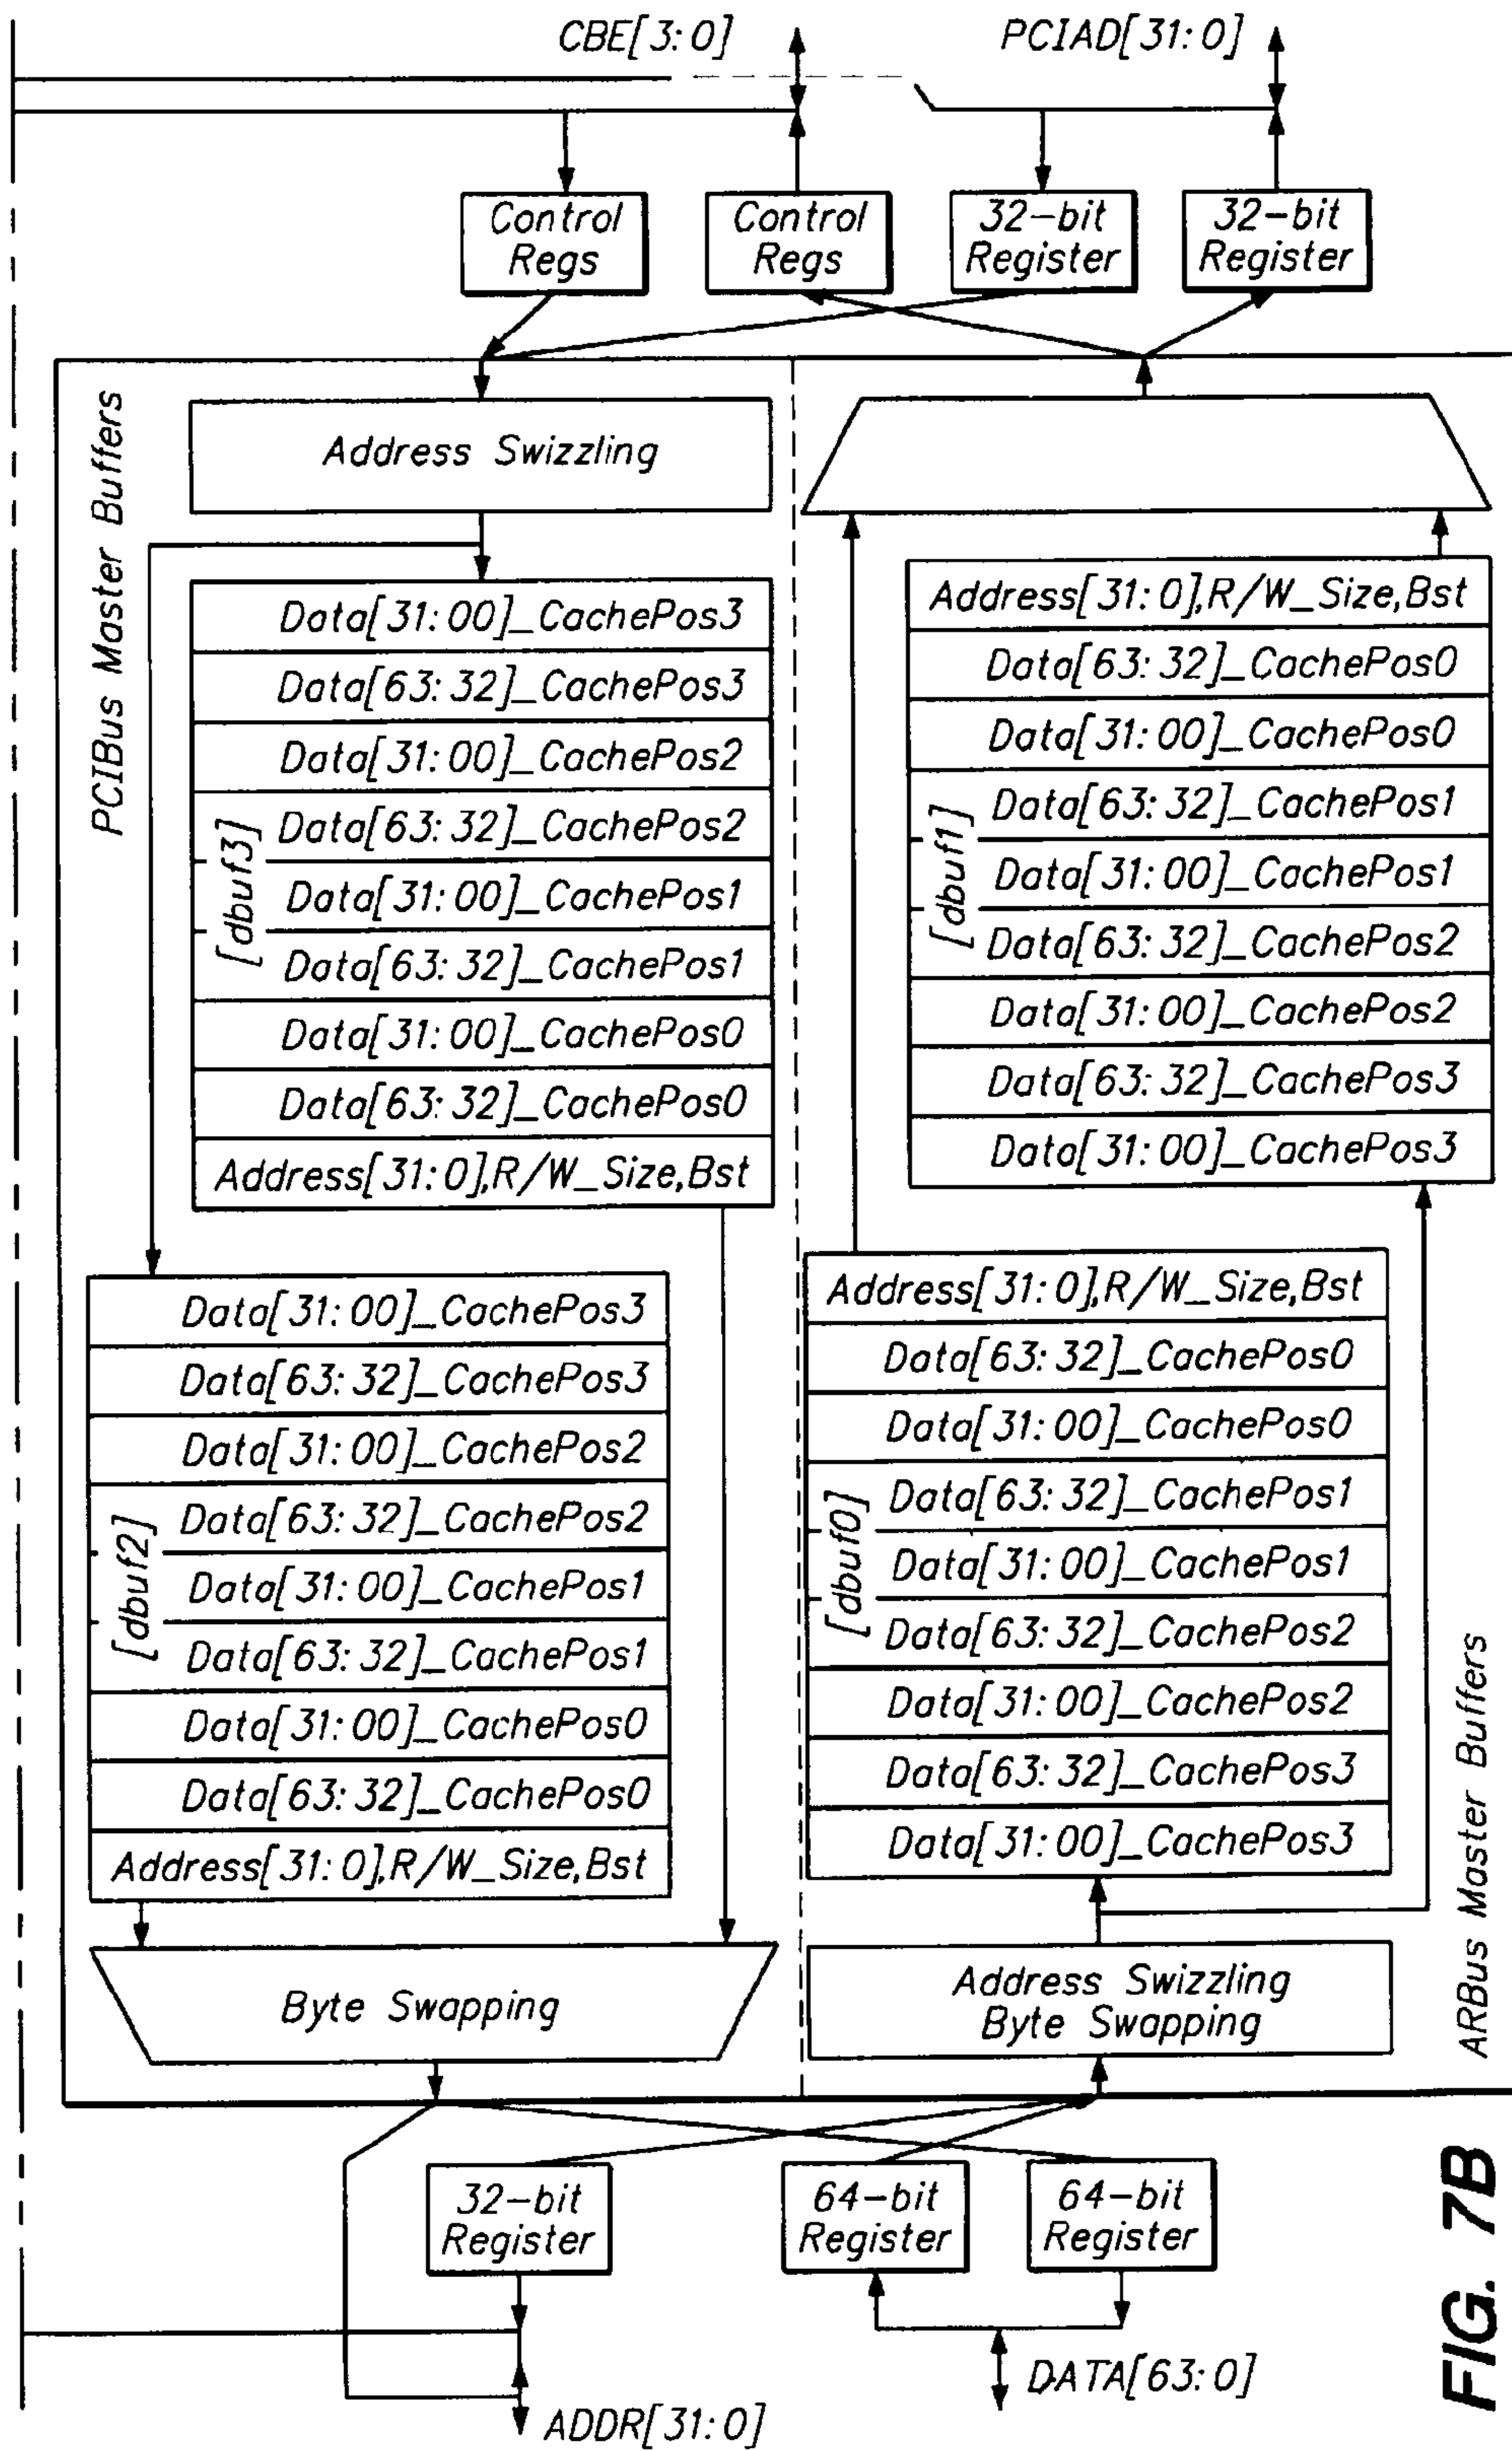 CBE[3:0]
PCIAD[31:0]
Control
Regs
Control
Regs
32-bit
Register
32-bit
Register
PCIBus Master Buffers
Address Swizzling
Data[31:00]_CachePos3
Data[63:32]_CachePos3
Data[31:00]_CachePos2
Data[63:32]_CachePos2
[dbuf3]
Data[31:00]_CachePos1
Data[63:32]_CachePos1
Data[31:00]_CachePos0
Data[63:32]_CachePos0
Address[31:0],R/W_Size,Bst
Address[31:0],R/W_Size,Bst
Data[63:32]_CachePos0
Data[31:00]_CachePos0
Data[63:32]_CachePos1
[dbuf1]
Data[31:00]_CachePos1
Data[63:32]_CachePos2
Data[31:00]_CachePos2
Data[63:32]_CachePos3
Data[31:00]_CachePos3
Data[31:00]_CachePos3
Data[63:32]_CachePos3
Data[31:00]_CachePos2
Data[63:32]_CachePos2
[dbuf2]
Data[31:00]_CachePos1
Data[63:32]_CachePos1
Data[31:00]_CachePos0
Data[63:32]_CachePos0
Address[31:0],R/W_Size,Bst
Address[31:0],R/W_Size,Bst
Data[63:32]_CachePos0
Data[31:00]_CachePos0
Data[63:32]_CachePos1
[dbuf0]
Data[31:00]_CachePos1
Data[63:32]_CachePos2
Data[31:00]_CachePos2
Data[63:32]_CachePos3
Data[31:00]_CachePos3
Byte Swapping
Address Swizzling
Byte Swapping
ARBus Master Buffers
32-bit
Register
64-bit
Register
64-bit
Register
ADDR[31:0]
DATA[63:0]
FIG. 7B